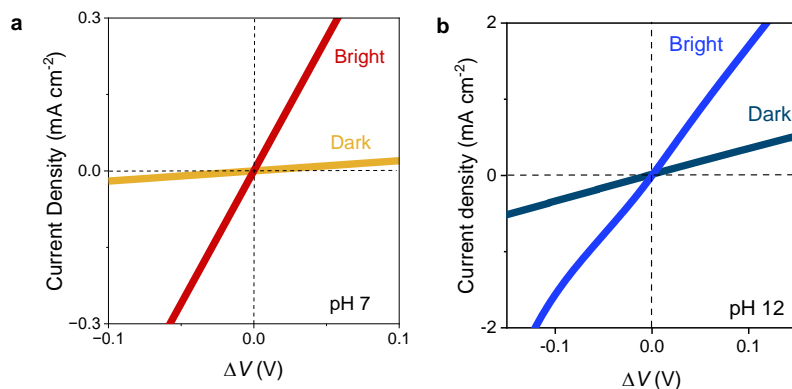 a
0.3
0.0
−0.3
Current Density (mA cm⁻²)
Bright
Dark
pH 7
−0.1
0.0
0.1
ΔV (V)
b
2
0
-2
Current density (mA cm⁻²)
Bright
Dark
pH 12
-0.1
0.0
0.1
ΔV (V)